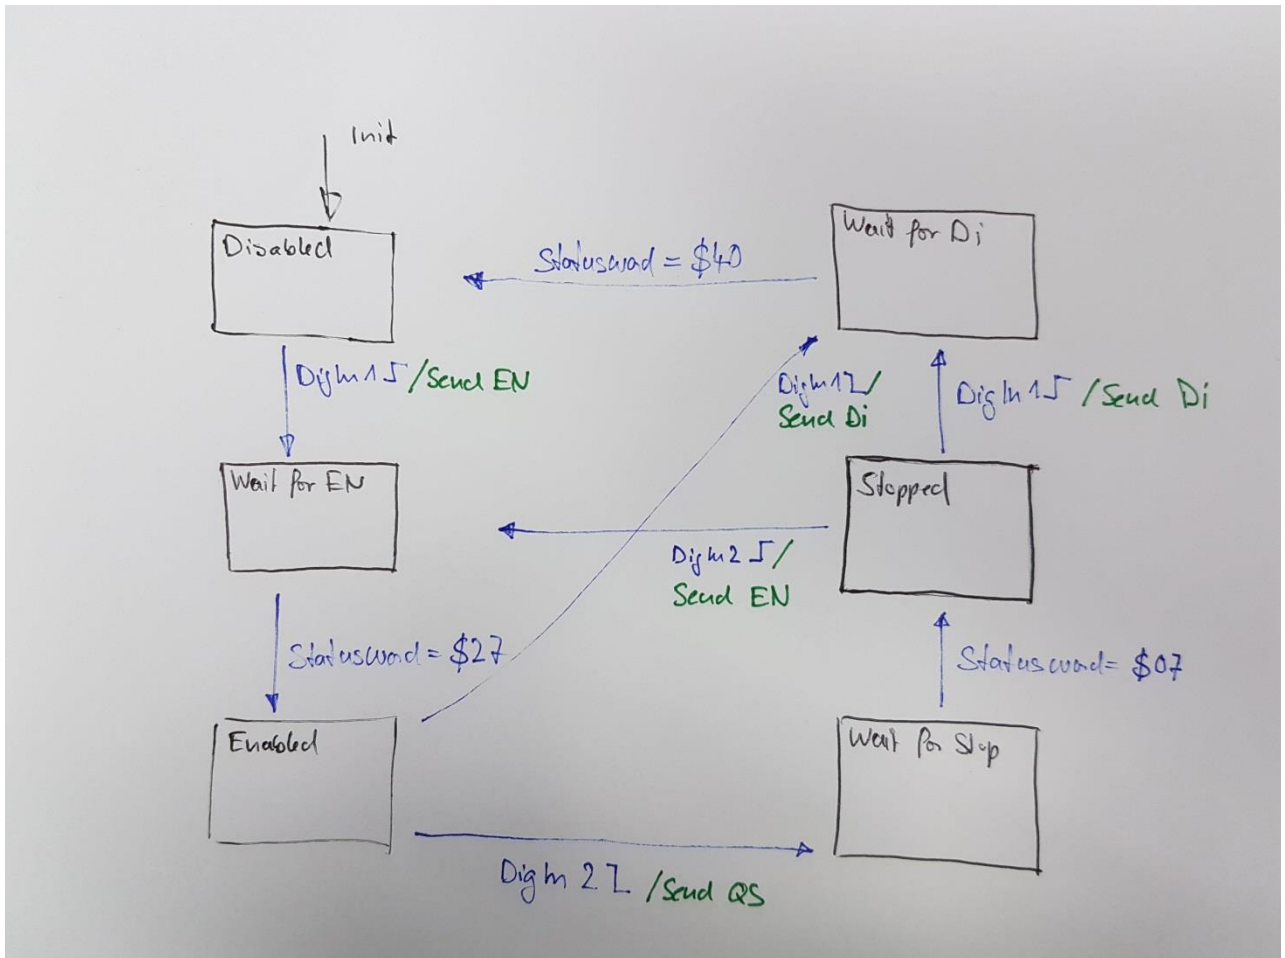 Init
Disabled
Wait for Di
Statusword = $40
DigIn1 ⎍/Send EN
DigIn1 ʅ/
Send Di
DigIn1 ⎍ /Send Di
Wait for EN
Stopped
DigIn2 ⎍/
Send EN
Statusword = $27
Statusword = $07
Enabled
Wait for Stop
DigIn 2 ʅ /Send QS